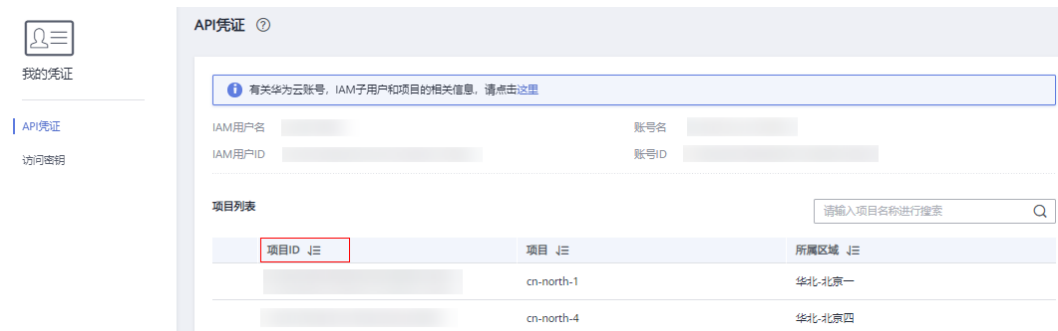 API凭证
我的凭证
有关华为云账号，IAM子用户和项目的相关信息，请点击这里
API凭证
IAM用户名
账号名
访问密钥
IAM用户ID
账号ID
项目列表
请输入项目名称进行搜索
项目ID 项目 所属区域
cn-north-1 华北-北京一
cn-north-4 华北-北京四